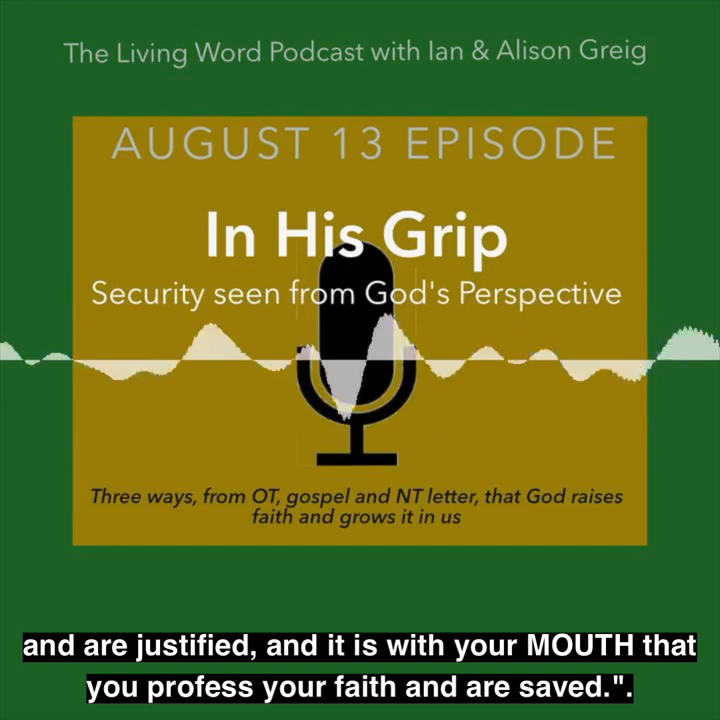 The Living Word Podcast with Ian & Alison Greig
AUGUST 13 EPISODE
In His Grip
Security seen from God's Perspective
Three ways, from OT, gospel and NT letter, that God raises
faith and grows it in us
and are justified, and it is with your MOUTH that
you profess your faith and are saved.".